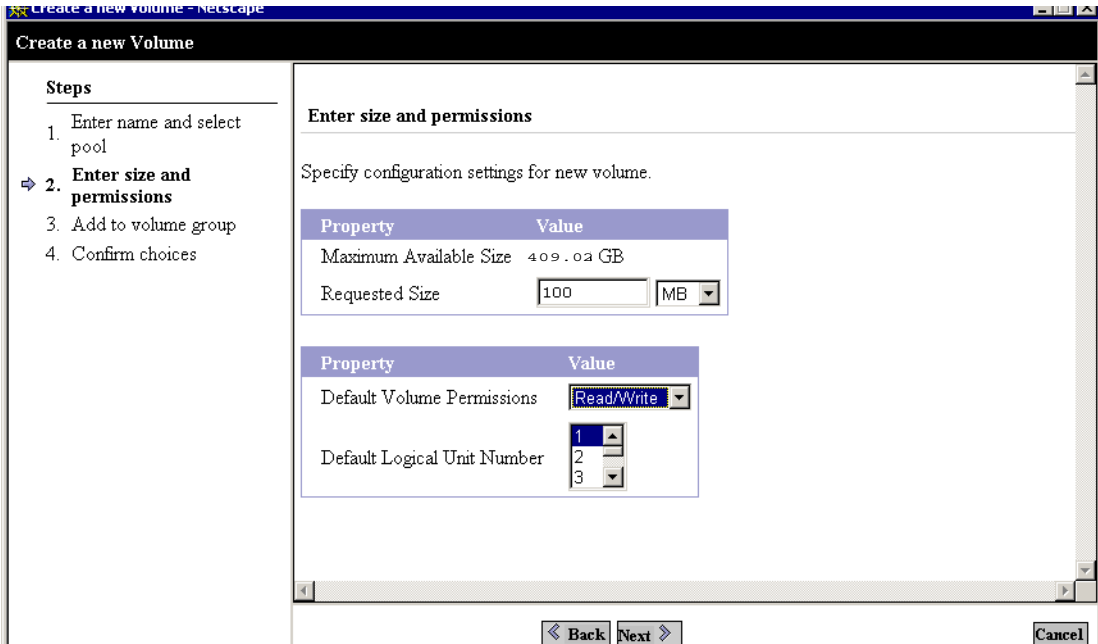 Create a new Volume - Netscape
Create a new Volume
Steps
1. Enter name and select
pool
2. Enter size and
permissions
3. Add to volume group
4. Confirm choices
Enter size and permissions
Specify configuration settings for new volume.
Property Value
Maximum Available Size 409.02 GB
Requested Size 100 MB
Property Value
Default Volume Permissions Read/Write
Default Logical Unit Number 1
2
3
Back Next Cancel